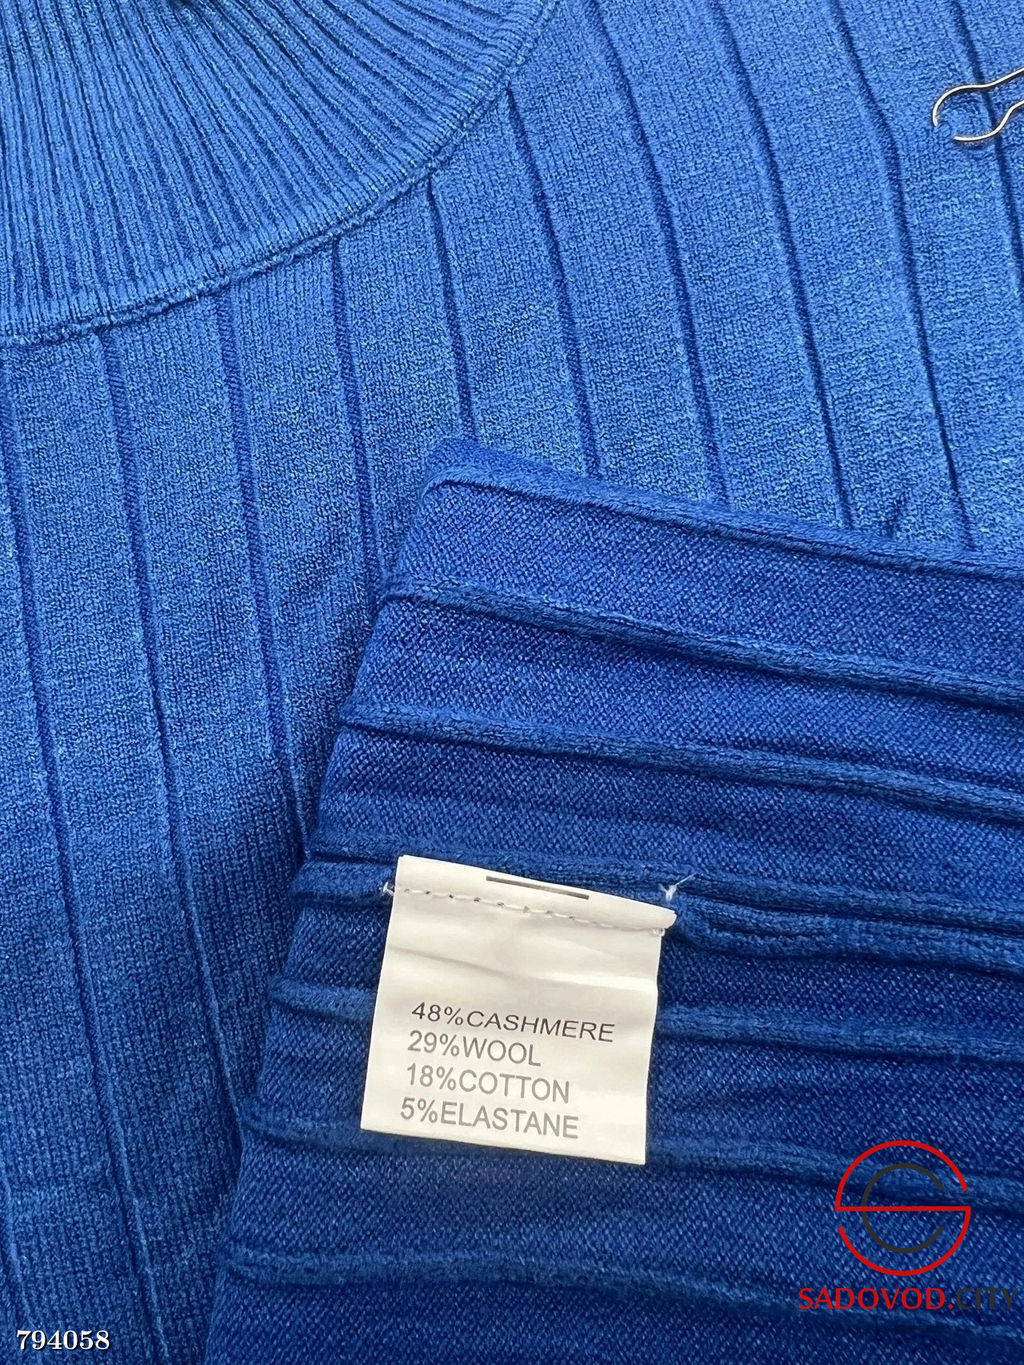 48%CASHMERE
29%WOOL
18%COTTON
5%ELASTANE
SADOVOD.CITY
794058